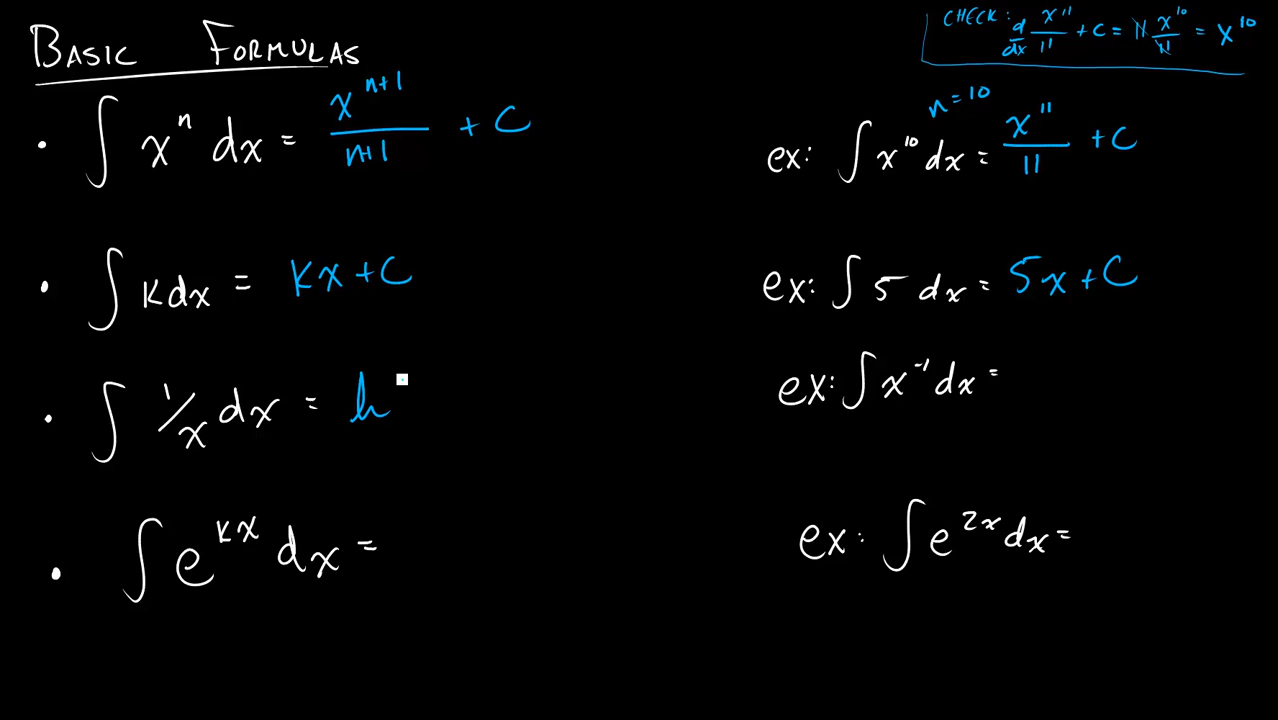 BASIC FORMULAS
CHECK: d/dx x^11/11 + C = 11 x^10/11 = x^10
• ∫ x^n dx = x^(n+1)/(n+1) + C
n = 10
ex: ∫ x^10 dx = x^11/11 + C
• ∫ k dx = kx + C
ex: ∫ 5 dx = 5x + C
• ∫ 1/x dx = ln
ex: ∫ x^-1 dx =
• ∫ e^kx dx =
ex: ∫ e^2x dx =